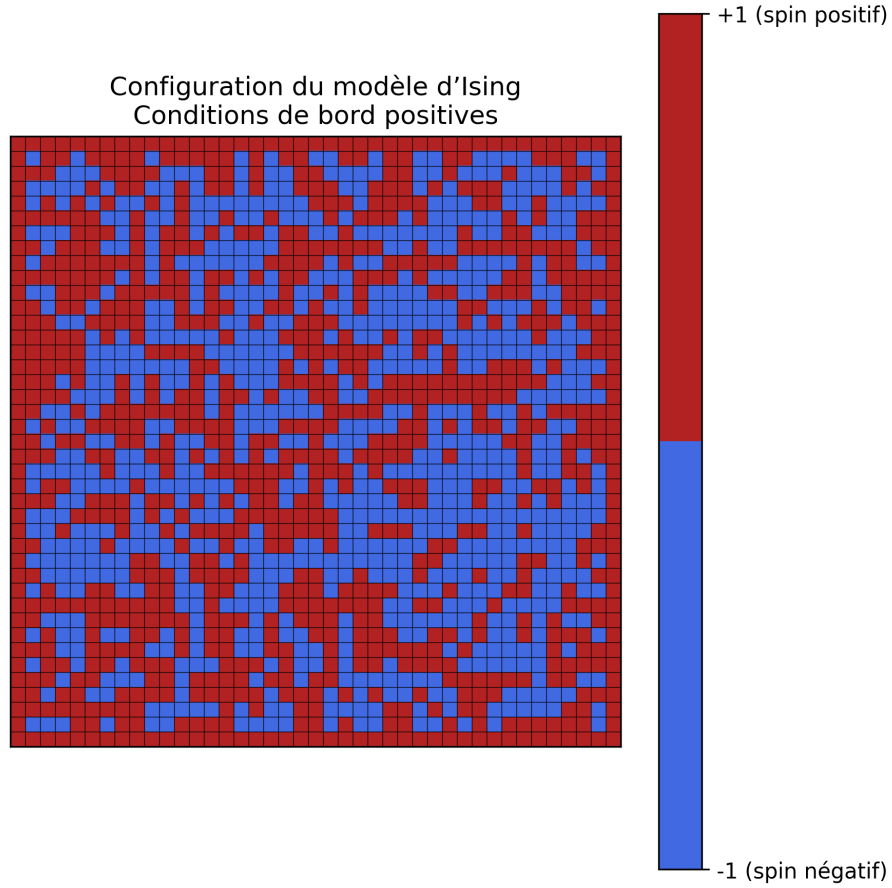 Configuration du modèle d’Ising
Conditions de bord positives
+1 (spin positif)
-1 (spin négatif)